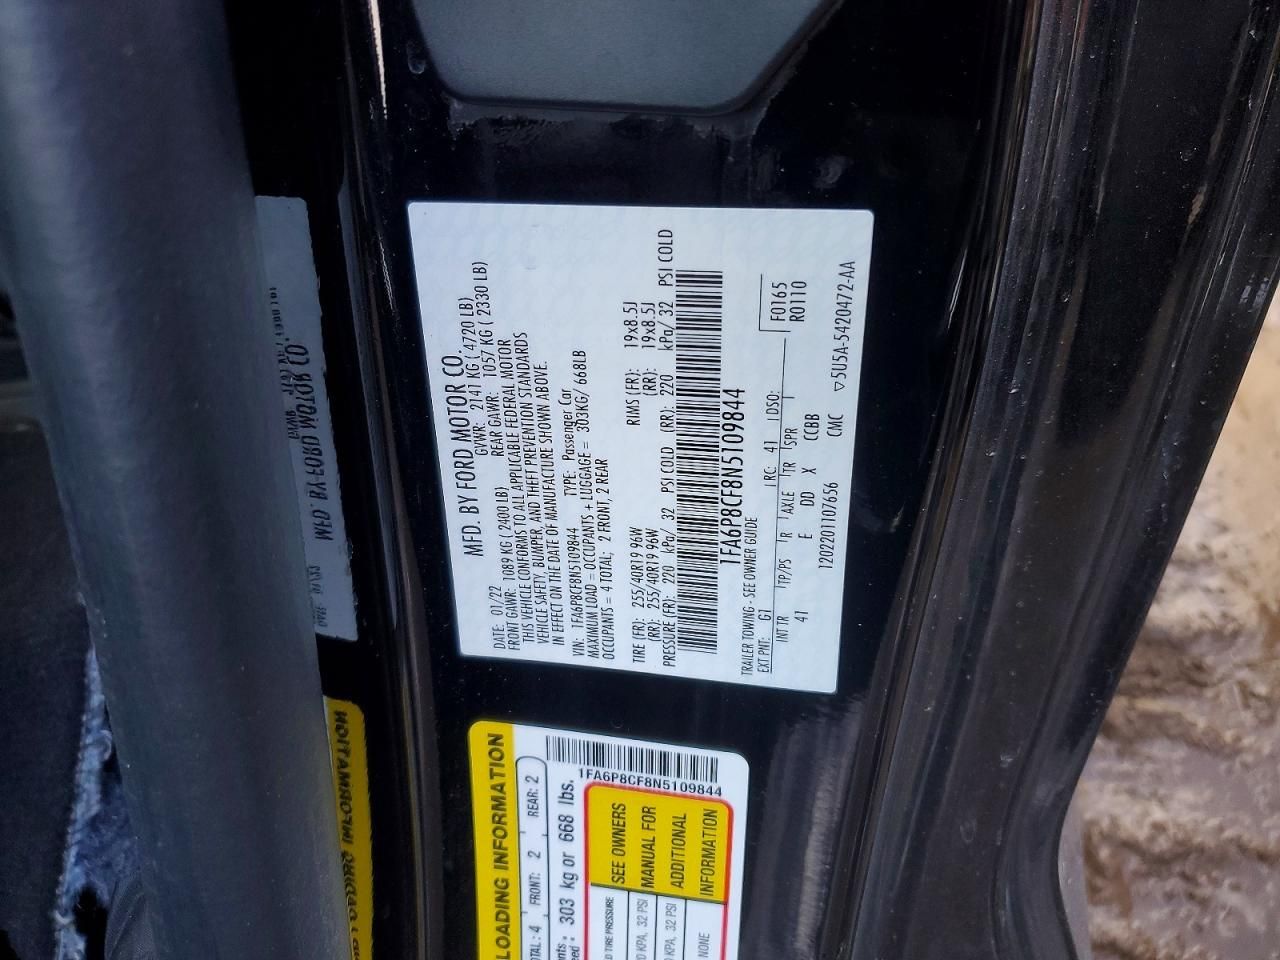 MFD. BY FORD MOTOR CO.
DATE: 01/22 GVWR: 2141 KG ( 4720 LB)
FRONT GAWR: 1089 KG ( 2400 LB) REAR GAWR: 1057 KG ( 2330 LB)
THIS VEHICLE CONFORMS TO ALL APPLICABLE FEDERAL MOTOR
VEHICLE SAFETY, BUMPER, AND THEFT PREVENTION STANDARDS
IN EFFECT ON THE DATE OF MANUFACTURE SHOWN ABOVE.
VIN: 1FA6P8CF8N5109844 TYPE: Passenger Car
MAXIMUM LOAD = OCCUPANTS + LUGGAGE = 303KG/ 668LB
OCCUPANTS = 4 TOTAL; 2 FRONT, 2 REAR
TIRE (FR): 255/40R19 96W RIMS (FR): 19x8.5J
(RR): 255/40R19 96W (RR): 19x8.5J
PRESSURE (FR): 220 kPa/ 32 PSI COLD (RR): 220 kPa/ 32 PSI COLD
1FA6P8CF8N5109844
TRAILER TOWING - SEE OWNER GUIDE
F0165
R0110
EXT PNT: G1 RC: 41 DSO:
INT TR TP/PS R AXLE TR SPR
41 E DD X CCBB
1202201107656 CMC ▽5U5A-5420472-AA
LOADING INFORMATION
TOTAL: 4 FRONT: 2 REAR: 2
303 kg or 668 lbs.
1FA6P8CF8N5109844
TIRE PRESSURE
KPA, 32 PSI
KPA, 32 PSI
NONE
SEE OWNERS
MANUAL FOR
ADDITIONAL
INFORMATION
MFD. BY FORD MOTOR CO.